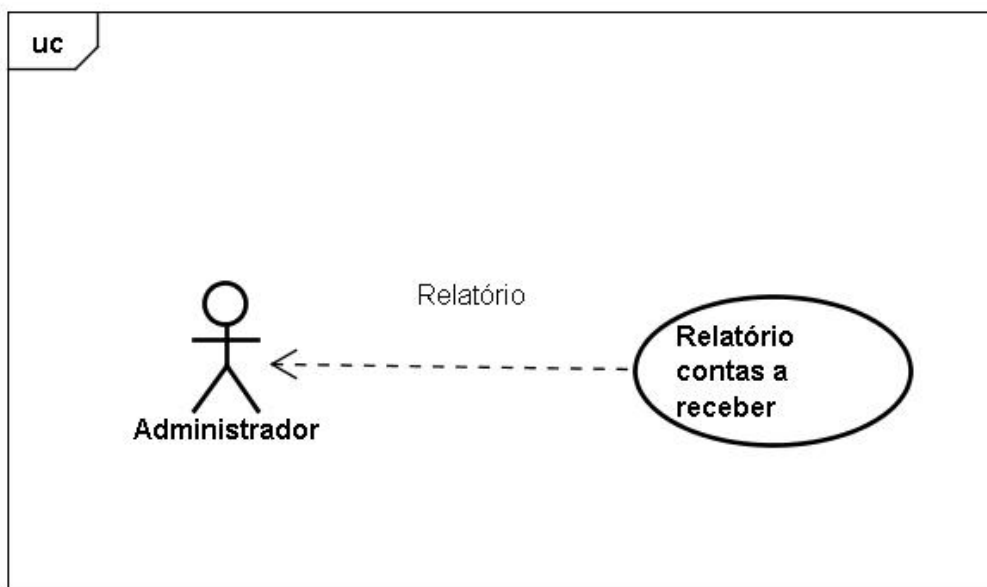 uc
Relatório
Relatório
contas a
receber
Administrador